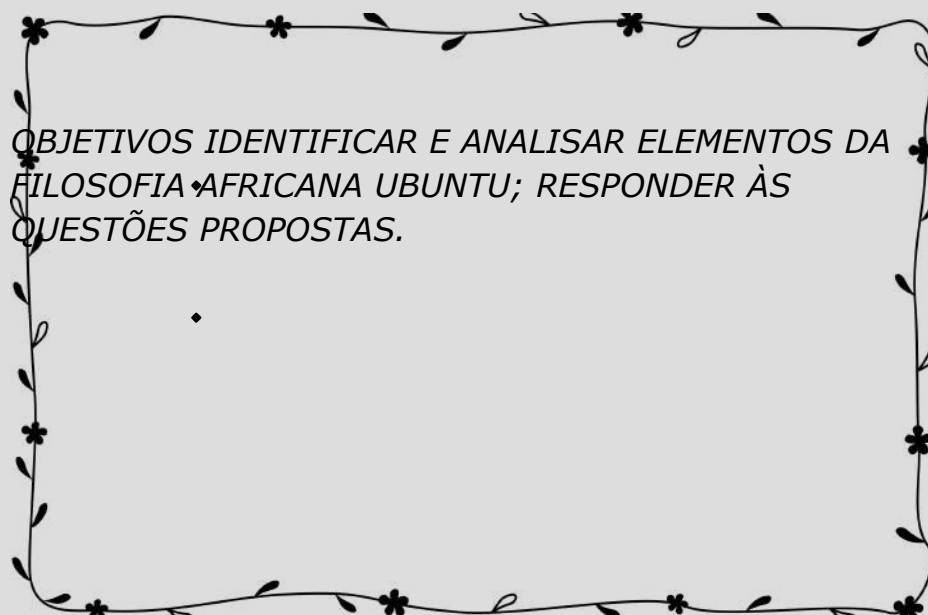 OBJETIVOS IDENTIFICAR E ANALISAR ELEMENTOS DA
FILOSOFIA AFRICANA UBUNTU; RESPONDER ÀS
QUESTÕES PROPOSTAS.